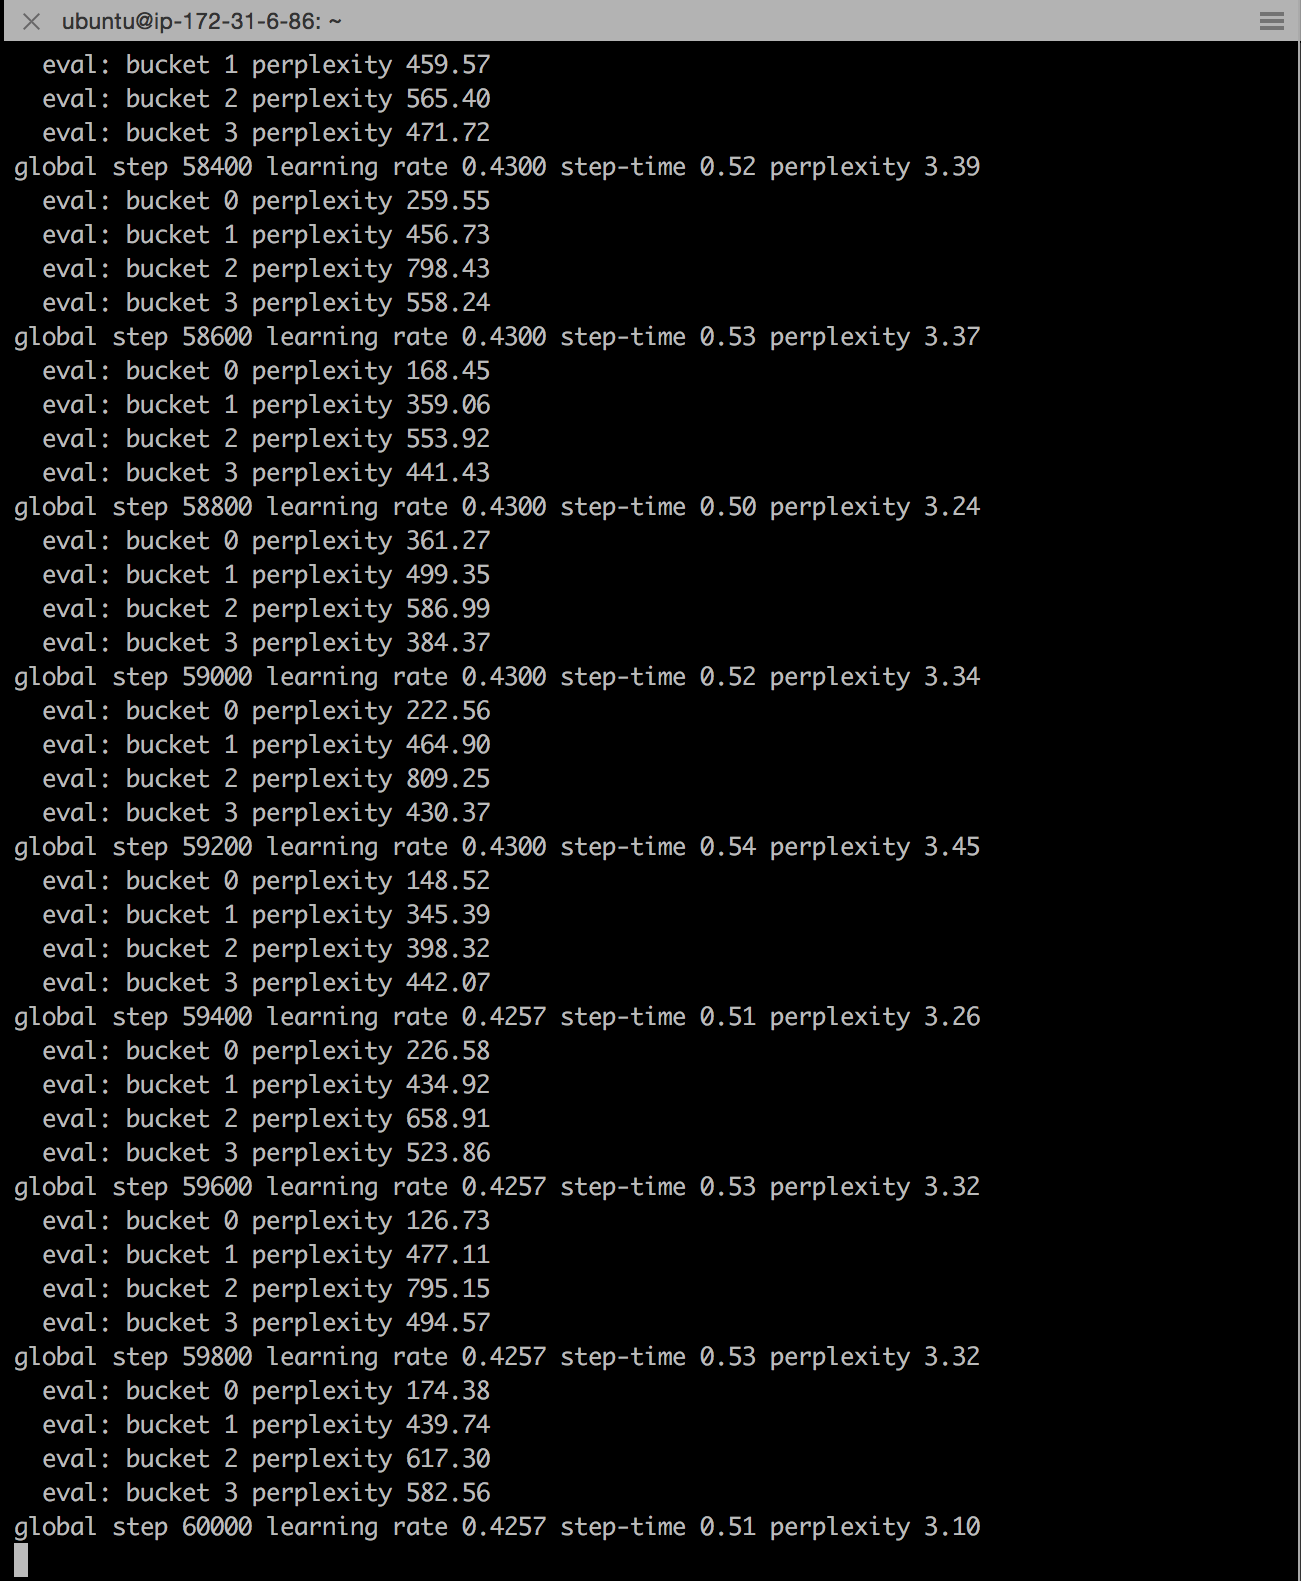 ubuntu@ip-172-31-6-86: ~
eval: bucket 1 perplexity 459.57
eval: bucket 2 perplexity 565.40
eval: bucket 3 perplexity 471.72
global step 58400 learning rate 0.4300 step-time 0.52 perplexity 3.39
eval: bucket 0 perplexity 259.55
eval: bucket 1 perplexity 456.73
eval: bucket 2 perplexity 798.43
eval: bucket 3 perplexity 558.24
global step 58600 learning rate 0.4300 step-time 0.53 perplexity 3.37
eval: bucket 0 perplexity 168.45
eval: bucket 1 perplexity 359.06
eval: bucket 2 perplexity 553.92
eval: bucket 3 perplexity 441.43
global step 58800 learning rate 0.4300 step-time 0.50 perplexity 3.24
eval: bucket 0 perplexity 361.27
eval: bucket 1 perplexity 499.35
eval: bucket 2 perplexity 586.99
eval: bucket 3 perplexity 384.37
global step 59000 learning rate 0.4300 step-time 0.52 perplexity 3.34
eval: bucket 0 perplexity 222.56
eval: bucket 1 perplexity 464.90
eval: bucket 2 perplexity 809.25
eval: bucket 3 perplexity 430.37
global step 59200 learning rate 0.4300 step-time 0.54 perplexity 3.45
eval: bucket 0 perplexity 148.52
eval: bucket 1 perplexity 345.39
eval: bucket 2 perplexity 398.32
eval: bucket 3 perplexity 442.07
global step 59400 learning rate 0.4257 step-time 0.51 perplexity 3.26
eval: bucket 0 perplexity 226.58
eval: bucket 1 perplexity 434.92
eval: bucket 2 perplexity 658.91
eval: bucket 3 perplexity 523.86
global step 59600 learning rate 0.4257 step-time 0.53 perplexity 3.32
eval: bucket 0 perplexity 126.73
eval: bucket 1 perplexity 477.11
eval: bucket 2 perplexity 795.15
eval: bucket 3 perplexity 494.57
global step 59800 learning rate 0.4257 step-time 0.53 perplexity 3.32
eval: bucket 0 perplexity 174.38
eval: bucket 1 perplexity 439.74
eval: bucket 2 perplexity 617.30
eval: bucket 3 perplexity 582.56
global step 60000 learning rate 0.4257 step-time 0.51 perplexity 3.10